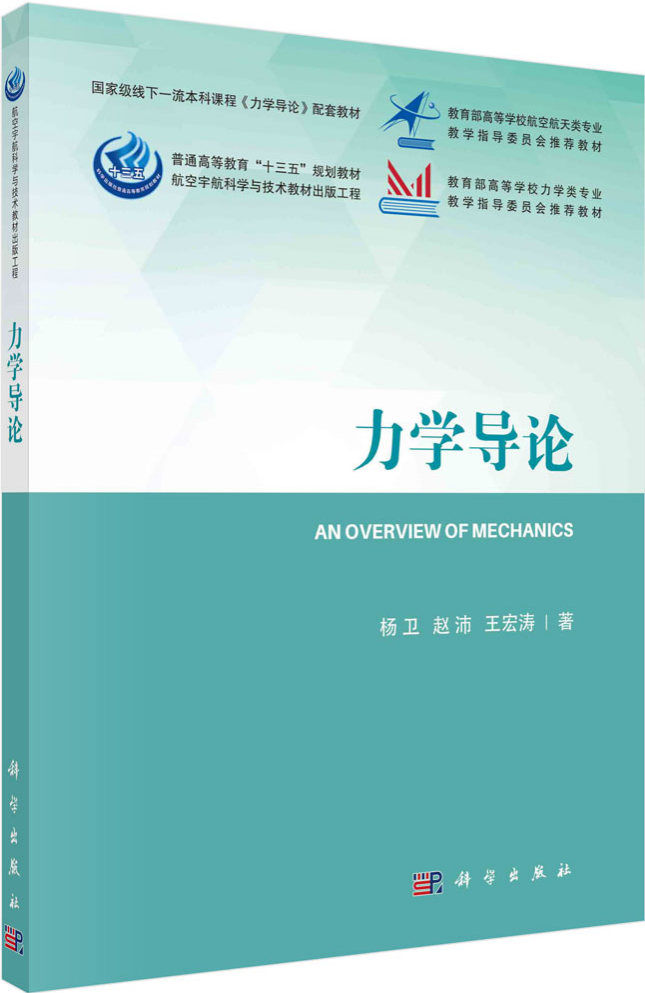 国家级线下一流本科课程《力学导论》配套教材
十三五
普通高等教育“十三五”规划教材
航空宇航科学与技术教材出版工程
教育部高等学校航空航天类专业
教学指导委员会推荐教材
教育部高等学校力学类专业
教学指导委员会推荐教材
力学导论
AN OVERVIEW OF MECHANICS
杨卫 赵沛 王宏涛 | 著
科学出版社
航空宇航科学与技术教材出版工程
力学导论
科学出版社